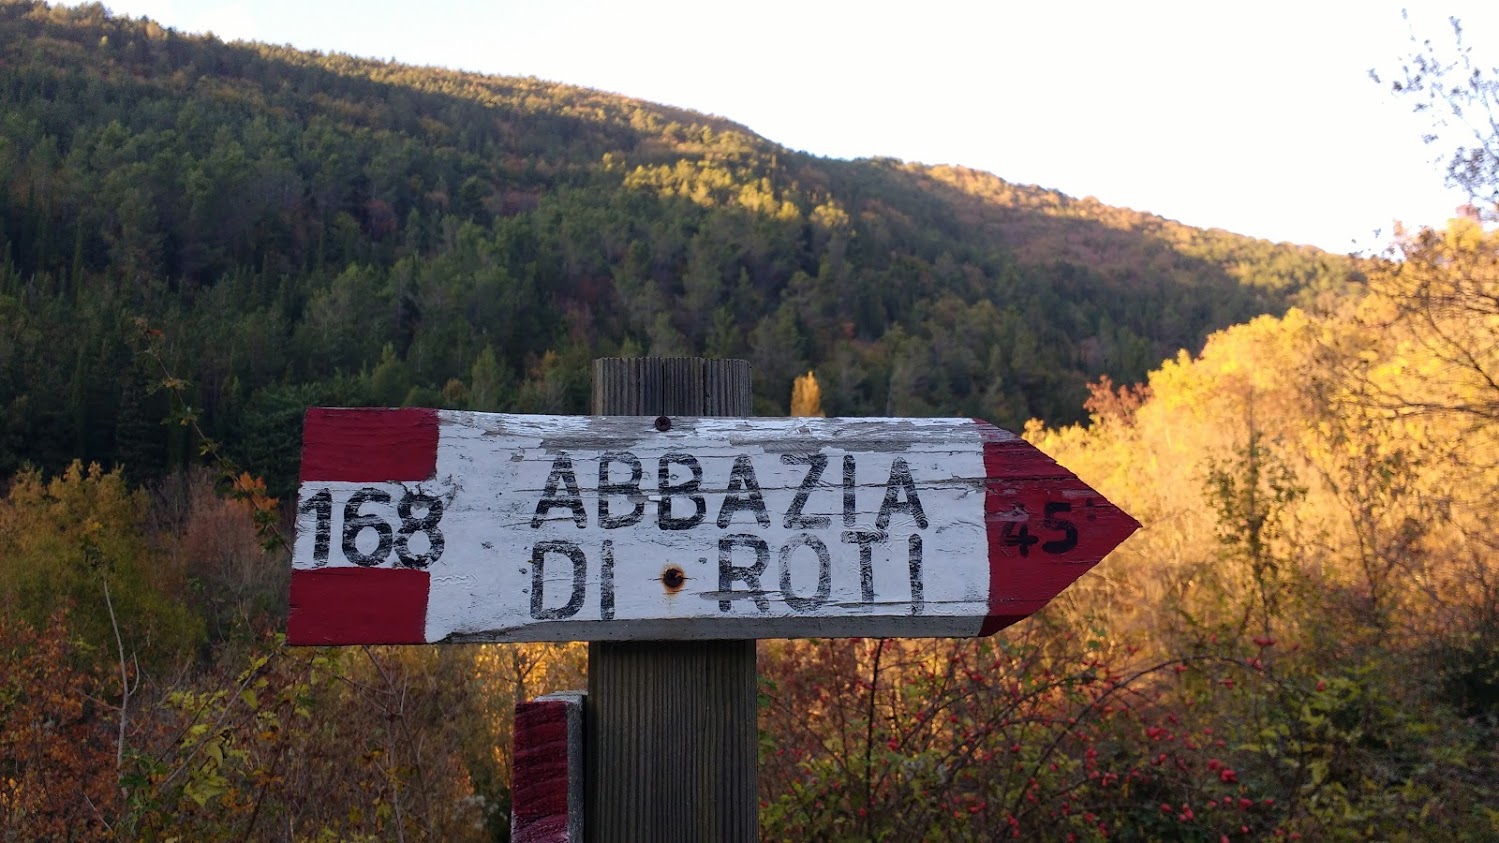 168
ABBAZIA
DI ROTI
45'